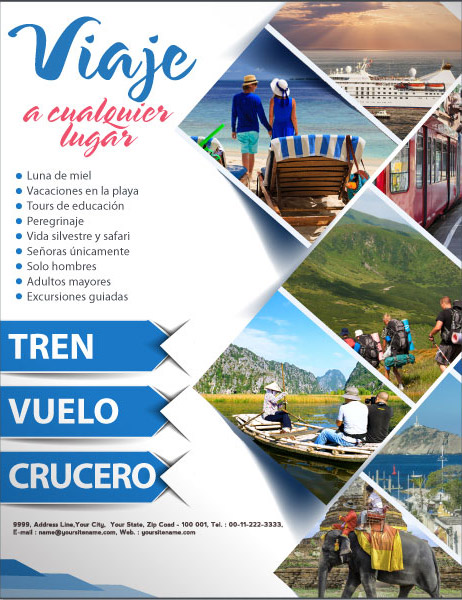 Viaje
a cualquier
lugar
Luna de miel
Vacaciones en la playa
Tours de educación
Peregrinaje
Vida silvestre y safari
Señoras únicamente
Solo hombres
Adultos mayores
Excursiones guiadas
TREN
VUELO
CRUCERO
9999, Address Line,Your City, Your State, Zip Coad - 100 001, Tel. : 00-11-222-3333,
E-mail : name@yoursitename.com, Web. : yoursitename.com